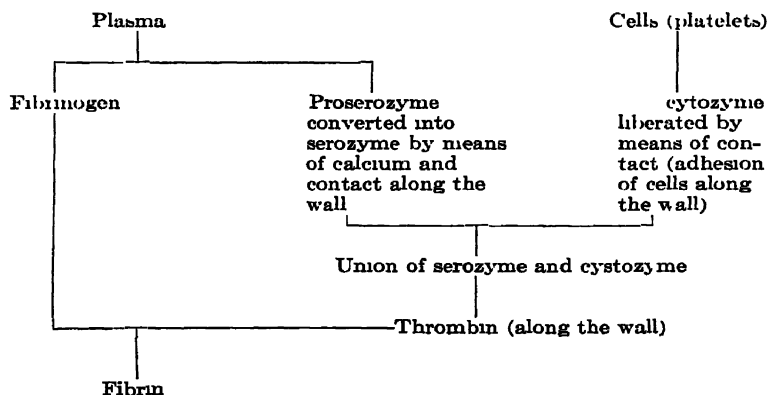 Plasma
Cells (platelets)
Fibrinogen
Proserozyme
converted into
serozyme by means
of calcium and
contact along the
wall
cytozyme
liberated by
means of con-
tact (adhesion
of cells along
the wall)
Union of serozyme and cystozyme
Thrombin (along the wall)
Fibrin